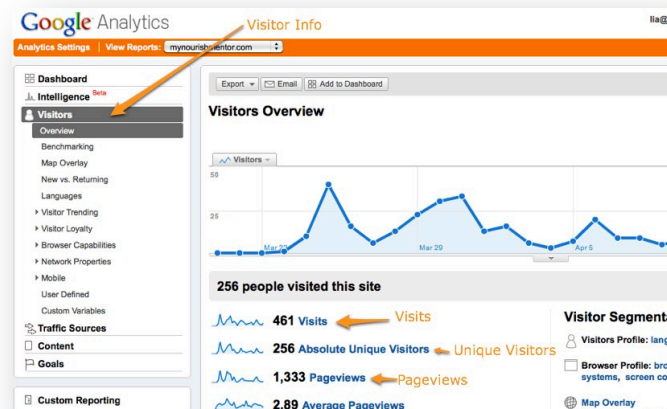 Google Analytics
Visitor Info
lia@
Analytics Settings | View Reports: mynourishmentor.com
Dashboard
Intelligence Beta
Visitors
Overview
Benchmarking
Map Overlay
New vs. Returning
Languages
Visitor Trending
Visitor Loyalty
Browser Capabilities
Network Properties
Mobile
User Defined
Custom Variables
Traffic Sources
Content
Goals
Custom Reporting
Export
Email
Add to Dashboard
Visitors Overview
Visitors
50
25
Mar 22
Mar 29
Apr 5
256 people visited this site
461 Visits
Visits
256 Absolute Unique Visitors
Unique Visitors
1,333 Pageviews
Pageviews
2.89 Average Pageviews
Visitor Segment
Visitors Profile: lang
Browser Profile: bro
systems, screen co
Map Overlay